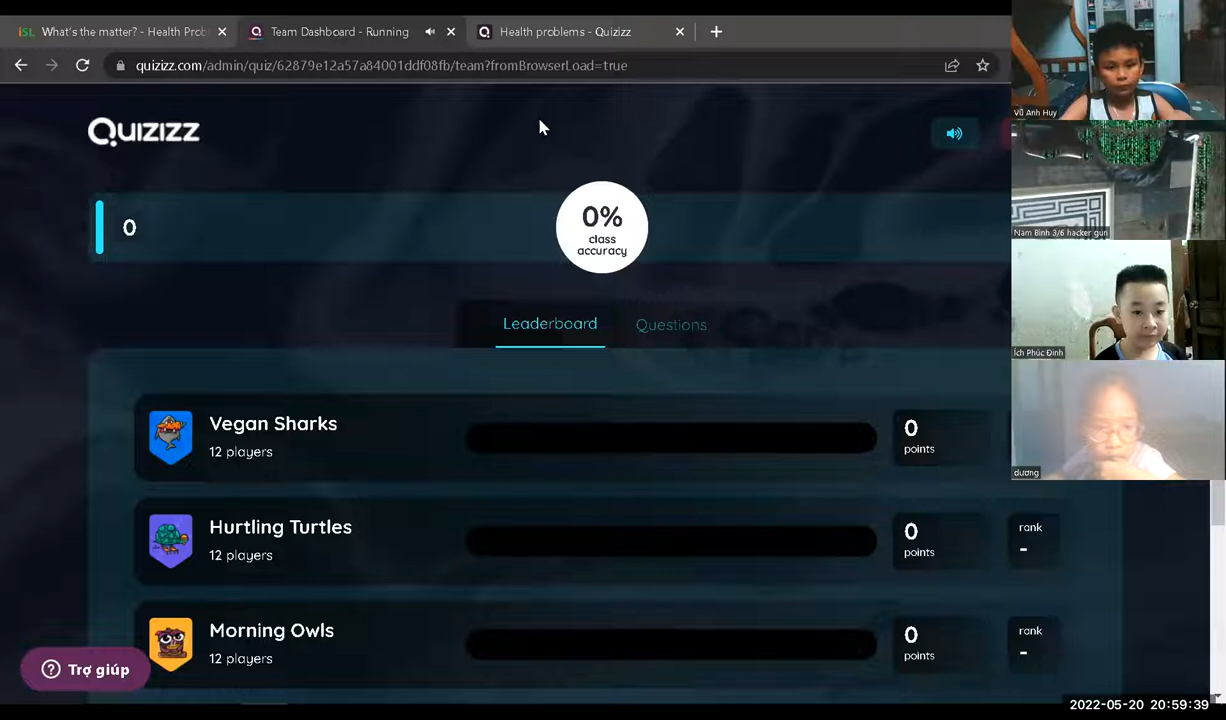 iSL What's the matter? - Health Prob
Team Dashboard - Running
Health problems - Quizizz
quizizz.com/admin/quiz/62879e12a57a84001ddf08fb/team?fromBrowserLoad=true
Quizizz
0
0%
class
accuracy
Leaderboard
Questions
Vegan Sharks
12 players
0
points
Hurtling Turtles
12 players
0
points
rank
-
Morning Owls
12 players
0
points
rank
-
Trợ giúp
Vũ Anh Huy
Nam Bình 3/6 hacker gun
Ích Phúc Đinh
dương
2022-05-20 20:59:39